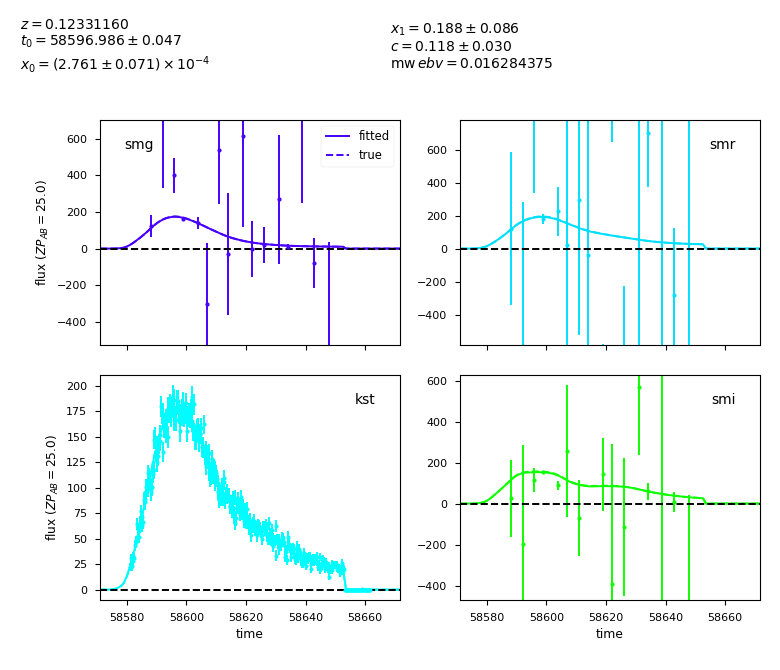 z = 0.12331160
t₀ = 58596.986 ± 0.047
x₀ = (2.761 ± 0.071) × 10⁻⁴
x₁ = 0.188 ± 0.086
c = 0.118 ± 0.030
mw ebv = 0.016284375
600
400
200
0
−200
−400
flux (ZP_AB = 25.0)
smg
fitted
true
600
400
200
0
−200
−400
smr
200
175
150
125
100
75
50
25
0
flux (ZP_AB = 25.0)
kst
58580 58600 58620 58640 58660
time
600
400
200
0
−200
−400
smi
58580 58600 58620 58640 58660
time